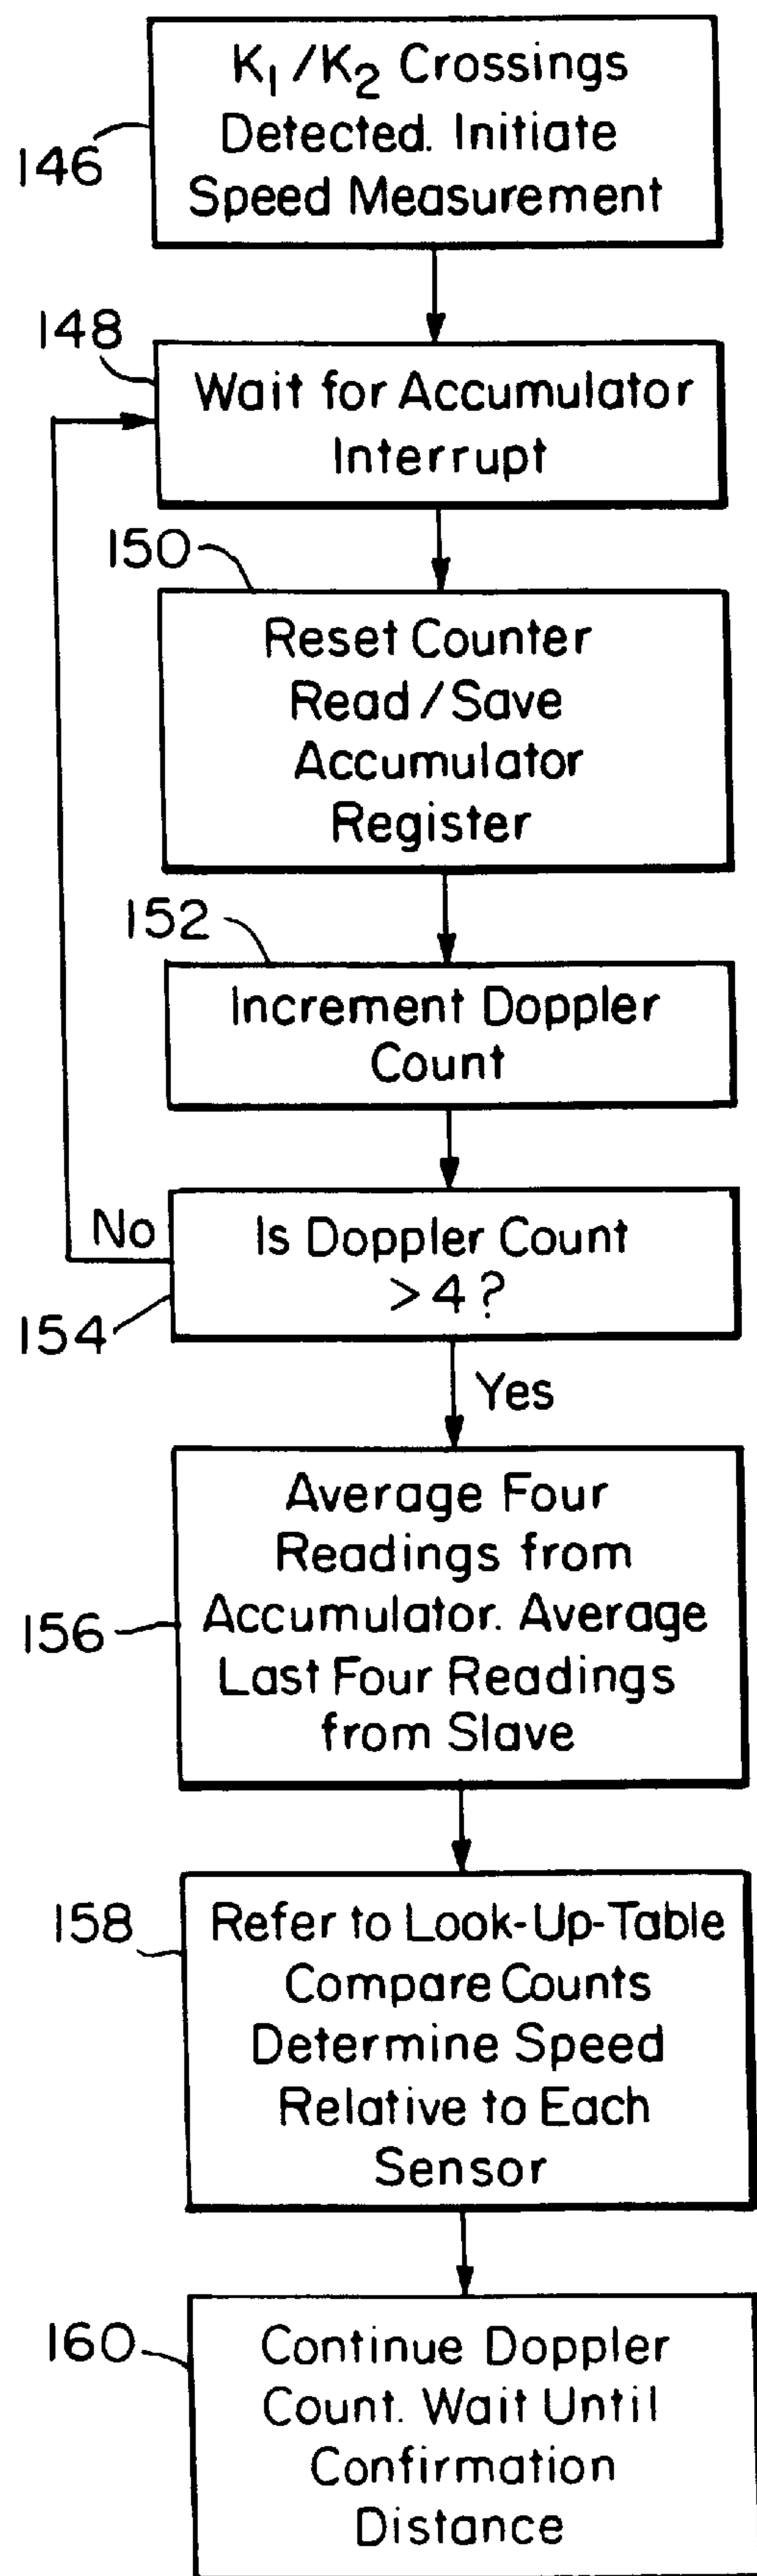 K₁/K₂ Crossings
Detected. Initiate
Speed Measurement
146
148
Wait for Accumulator
Interrupt
150
Reset Counter
Read/Save
Accumulator
Register
152
Increment Doppler
Count
No
Is Doppler Count
>4?
154
Yes
Average Four
Readings from
Accumulator. Average
Last Four Readings
from Slave
156
158
Refer to Look-Up-Table
Compare Counts
Determine Speed
Relative to Each
Sensor
160
Continue Doppler
Count. Wait Until
Confirmation
Distance